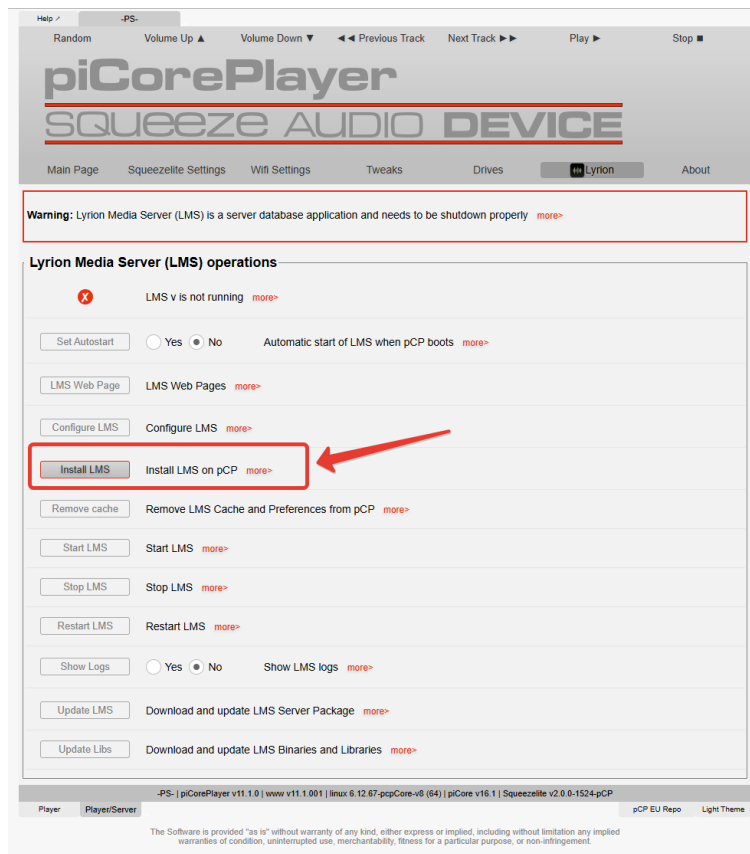 Help -PS-
Random Volume Up ▲ Volume Down ▼ ◄◄ Previous Track Next Track ►► Play ► Stop ■
piCorePlayer
SQUEEZE AUDIO DEVICE
Main Page Squeezelite Settings Wifi Settings Tweaks Drives Lyrion About
Warning: Lyrion Media Server (LMS) is a server database application and needs to be shutdown properly more>
Lyrion Media Server (LMS) operations
LMS v is not running more>
Set Autostart Yes No Automatic start of LMS when pCP boots more>
LMS Web Page LMS Web Pages more>
Configure LMS Configure LMS more>
Install LMS Install LMS on pCP more>
Remove cache Remove LMS Cache and Preferences from pCP more>
Start LMS Start LMS more>
Stop LMS Stop LMS more>
Restart LMS Restart LMS more>
Show Logs Yes No Show LMS logs more>
Update LMS Download and update LMS Server Package more>
Update Libs Download and update LMS Binaries and Libraries more>
-PS- | piCorePlayer v11.1.0 | www v11.1.001 | linux 6.12.67-pcpCore-v8 (64) | piCore v16.1 | Squeezelite v2.0.0-1524-pCP
Player Player/Server pCP EU Repo Light Theme
The Software is provided "as is" without warranty of any kind, either express or implied, including without limitation any implied
warranties of condition, uninterrupted use, merchantability, fitness for a particular purpose, or non-infringement.